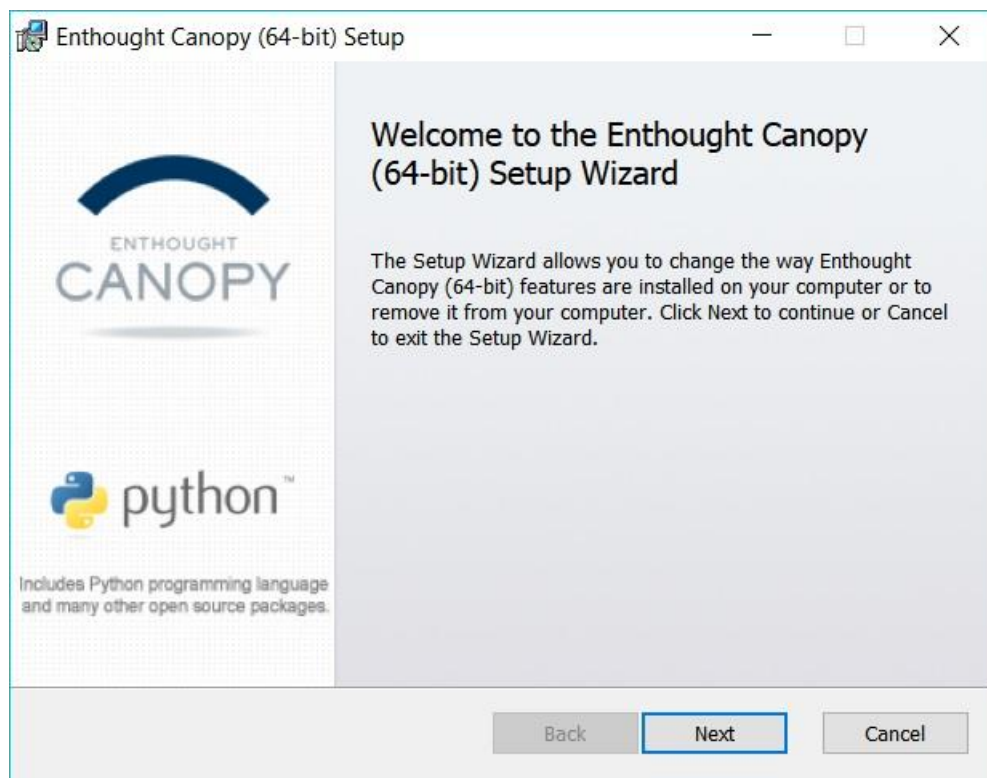 Enthought Canopy (64-bit) Setup
ENTHOUGHT
CANOPY
python™
Includes Python programming language
and many other open source packages.
Welcome to the Enthought Canopy
(64-bit) Setup Wizard
The Setup Wizard allows you to change the way Enthought
Canopy (64-bit) features are installed on your computer or to
remove it from your computer. Click Next to continue or Cancel
to exit the Setup Wizard.
Back
Next
Cancel